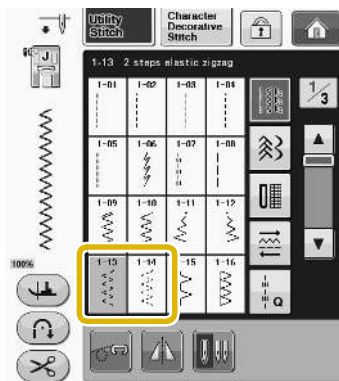 Utility
Stitch
Character
Decorative
Stitch
J
1-13 2 steps elastic zigzag
1-01 1-02 1-03 1-04
1/3
1-05 1-06 1-07 1-08
1-09 1-10 1-11 1-12
1-13 1-14 1-15 1-16
100%
Q